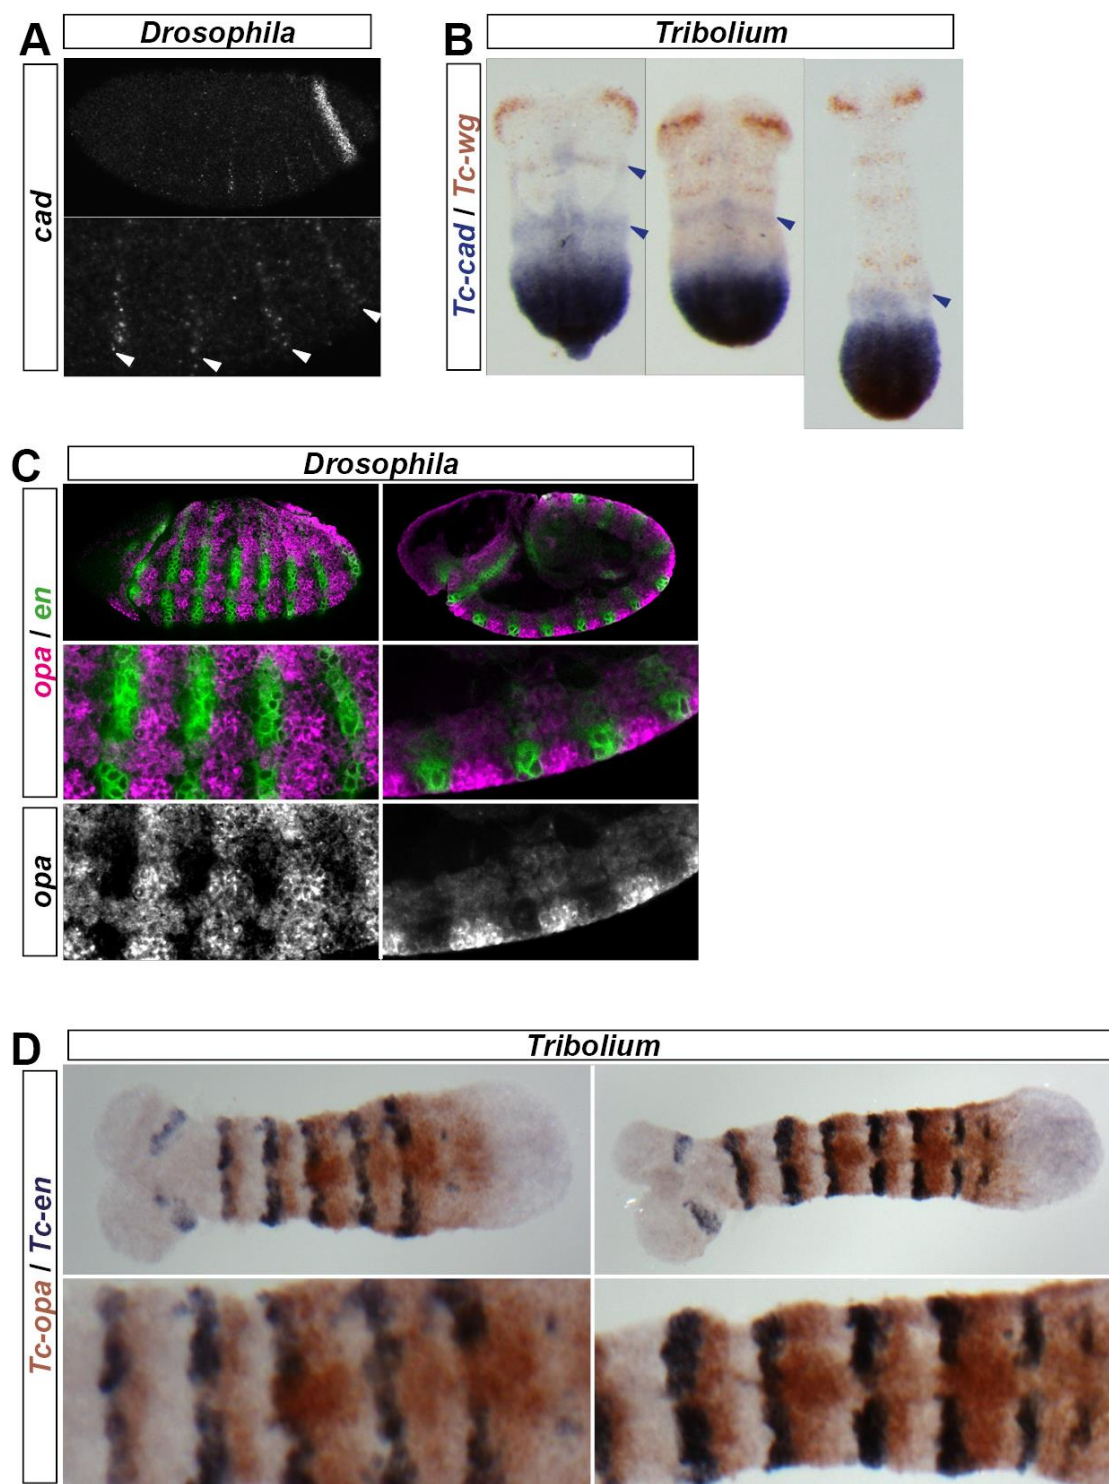 A
Drosophila
cad
B
Tribolium
Tc-cad / Tc-wg
C
Drosophila
opa / en
opa
D
Tribolium
Tc-opa / Tc-en